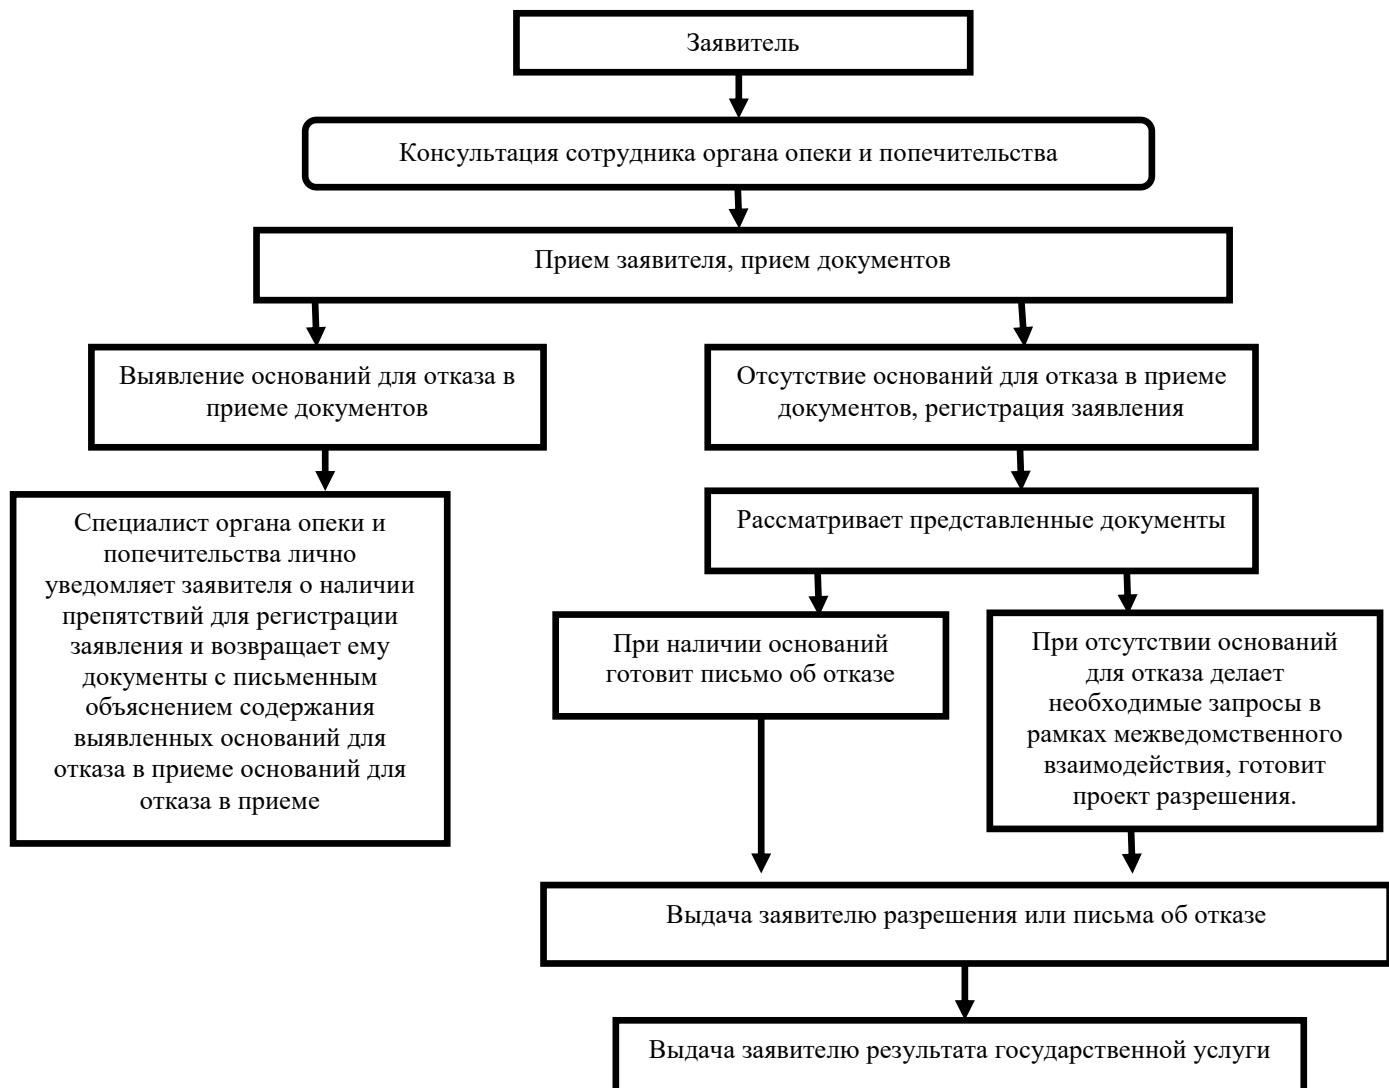 Заявитель
Консультация сотрудника органа опеки и попечительства
Прием заявителя, прием документов
Выявление оснований для отказа в
приеме документов
Отсутствие оснований для отказа в приеме
документов, регистрация заявления
Специалист органа опеки и
попечительства лично
уведомляет заявителя о наличии
препятствий для регистрации
заявления и возвращает ему
документы с письменным
объяснением содержания
выявленных оснований для
отказа в приеме оснований для
отказа в приеме
Рассматривает представленные документы
При наличии оснований
готовит письмо об отказе
При отсутствии оснований
для отказа делает
необходимые запросы в
рамках межведомственного
взаимодействия, готовит
проект разрешения.
Выдача заявителю разрешения или письма об отказе
Выдача заявителю результата государственной услуги